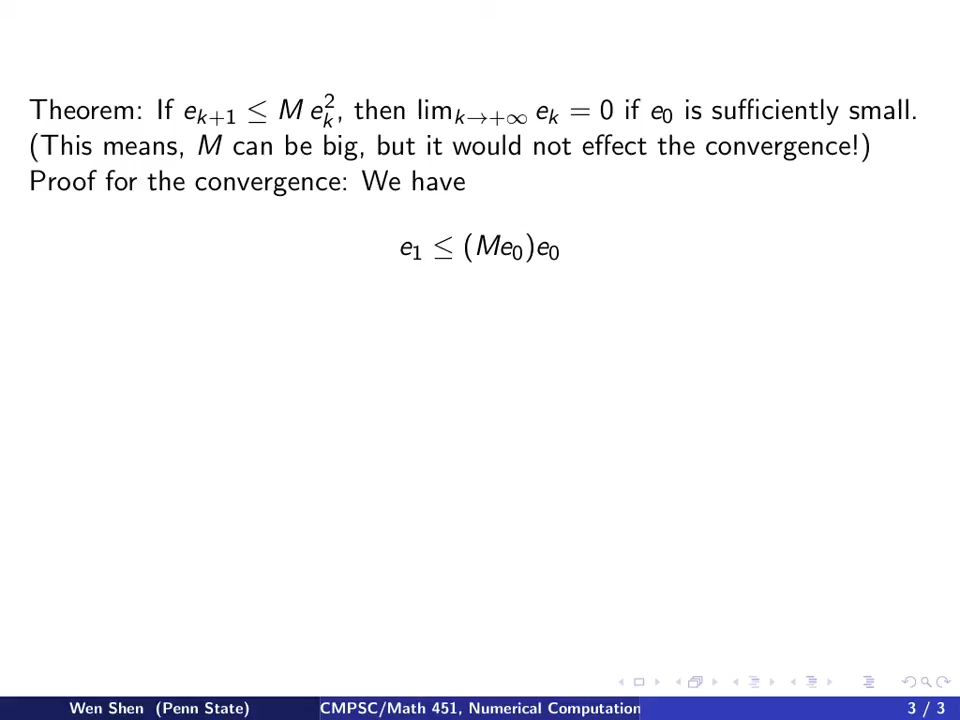 Theorem: If e_{k+1} ≤ M e_k^2, then lim_{k→+∞} e_k = 0 if e_0 is sufficiently small.
(This means, M can be big, but it would not effect the convergence!)
Proof for the convergence: We have
e_1 ≤ (Me_0)e_0
Wen Shen (Penn State) CMPSC/Math 451, Numerical Computation 3 / 3